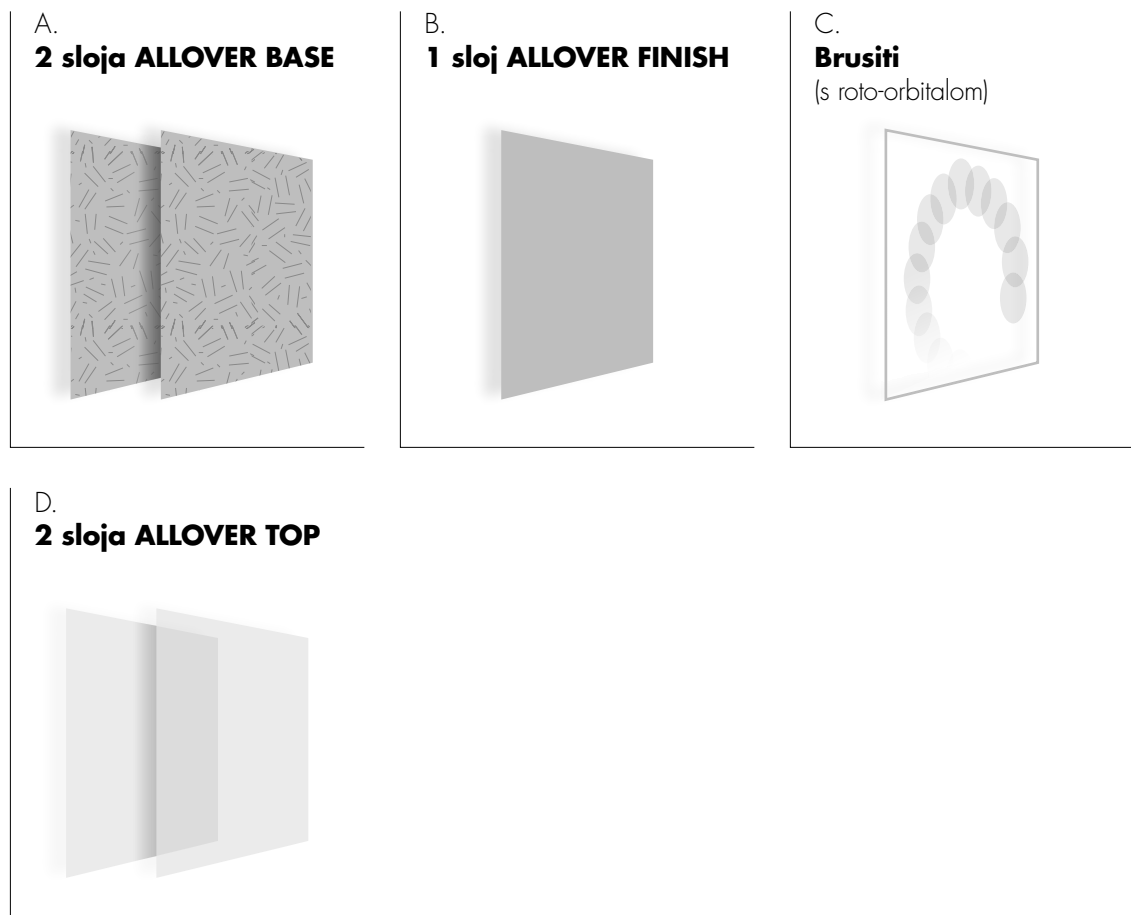 A.
2 sloja ALLOVER BASE
B.
1 sloj ALLOVER FINISH
C.
Brusiti
(s roto-orbitalom)
D.
2 sloja ALLOVER TOP